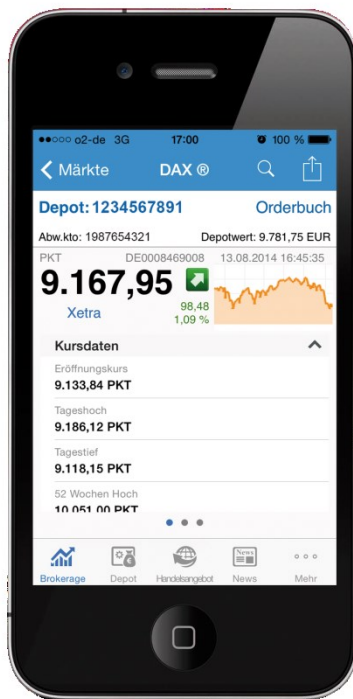 o2-de 3G 17:00 100 %
Märkte DAX ®
Depot: 1234567891 Orderbuch
Abw.kto: 1987654321 Depotwert: 9.781,75 EUR
PKT DE0008469008 13.08.2014 16:45:35
9.167,95
98,48
Xetra 1,09 %
Kursdaten
Eröffnungskurs
9.133,84 PKT
Tageshoch
9.186,12 PKT
Tagestief
9.118,15 PKT
52 Wochen Hoch
10.051,00 PKT
News
Brokerage Depot Handelsangebot News Mehr